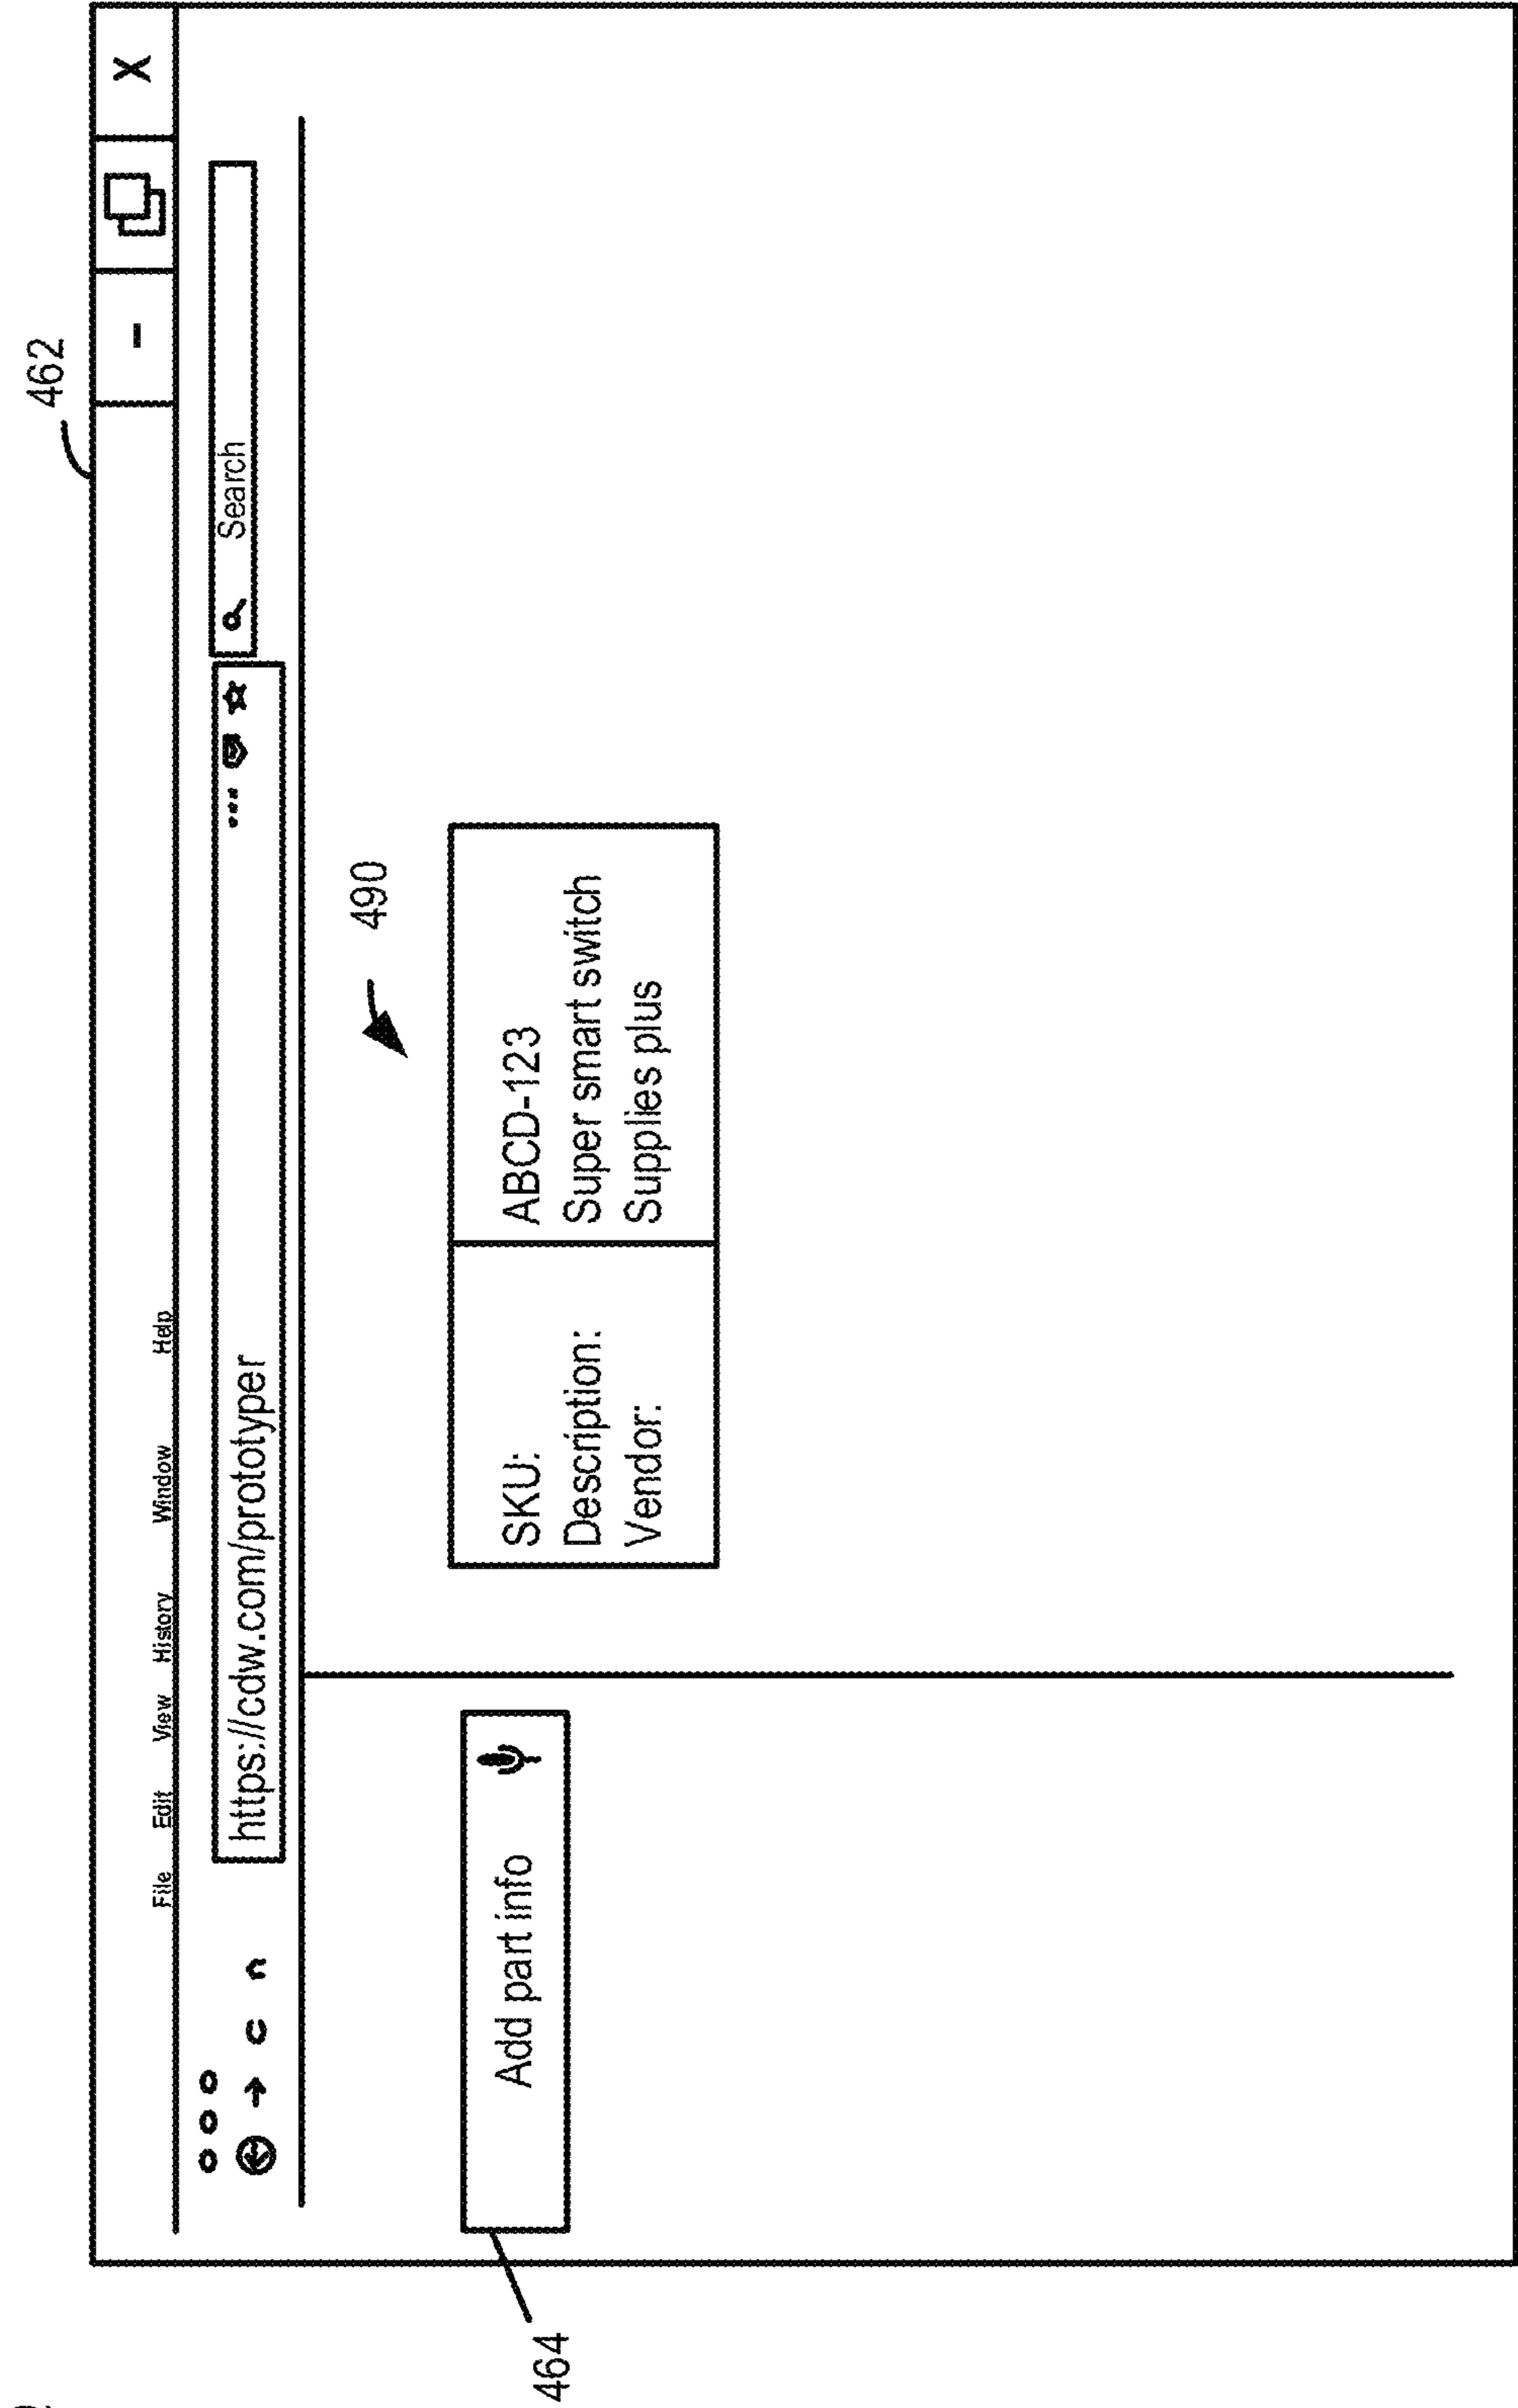 462
X
File Edit View History Window Help
https://cdw.com/prototyper
Search
490
464
Add part info
SKU: ABCD-123
Description: Super smart switch
Vendor: Supplies plus